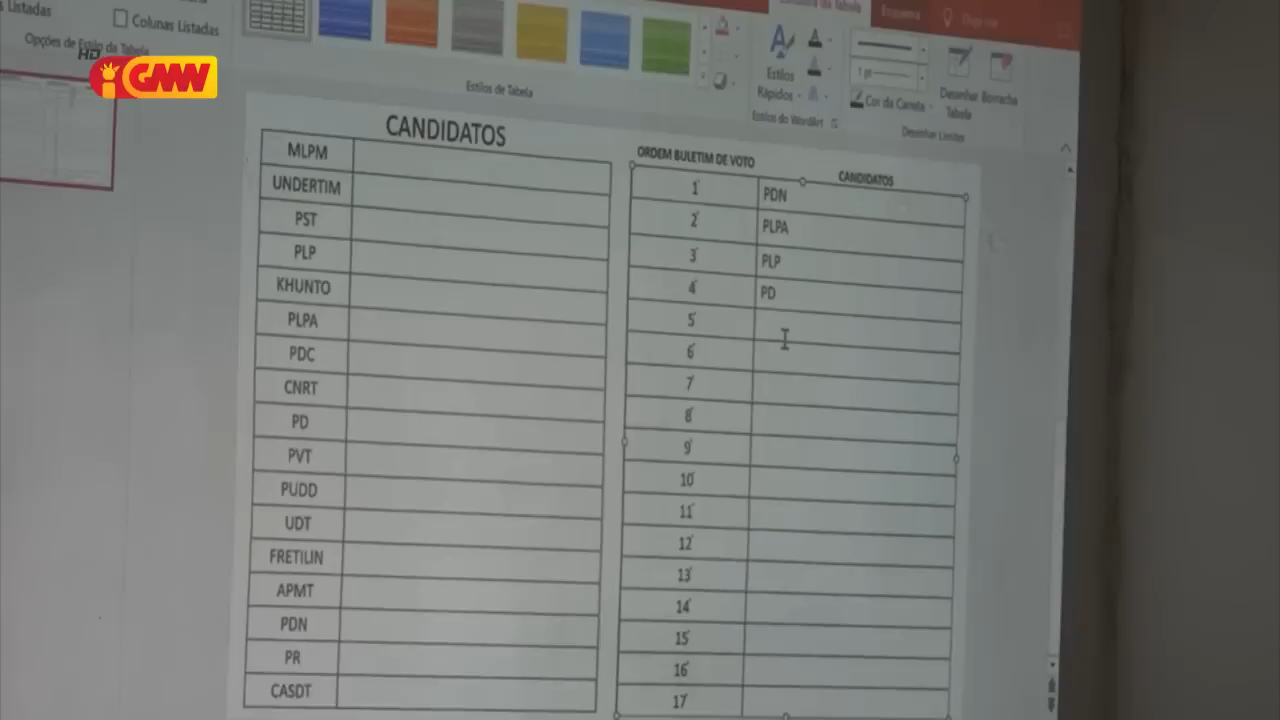 Listadas
Colunas Listadas
Opções de Estilo da Tabela
HD
GMN
Estilos de Tabela
Estilos
Rápidos
Estilos do WordArt
1 pt
Cor da Caneta
Desenhar
Tabela
Borracha
Desenhar Limites
Esquema
CANDIDATOS
MLPM
UNDERTIM
PST
PLP
KHUNTO
PLPA
PDC
CNRT
PD
PVT
PUDD
UDT
FRETILIN
APMT
PDN
PR
CASDT
ORDEM BULETIM DE VOTO
CANDIDATOS
1 PDN
2 PLPA
3 PLP
4 PD
5
6
7
8
9
10
11
12
13
14
15
16
17